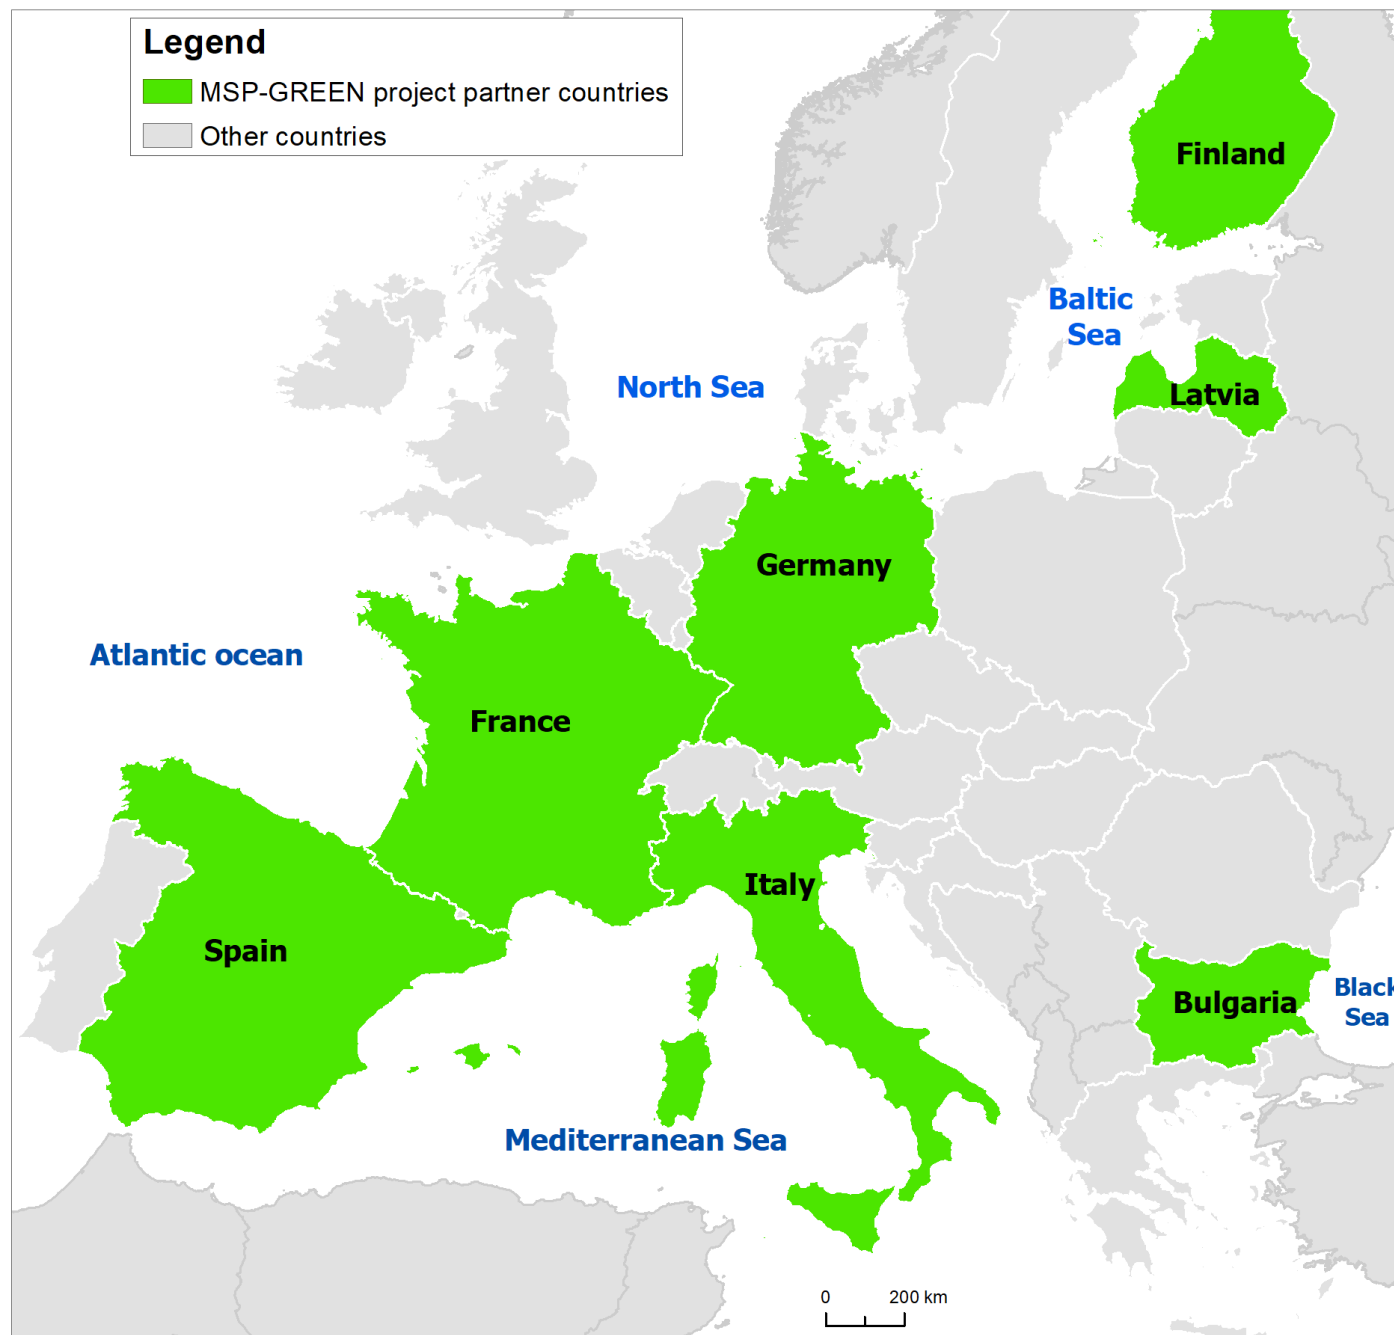 Legend
MSP-GREEN project partner countries
Other countries
Finland
Baltic
Sea
North Sea
Latvia
Germany
Atlantic ocean
France
Italy
Spain
Black
Sea
Bulgaria
Mediterranean Sea
0 200 km